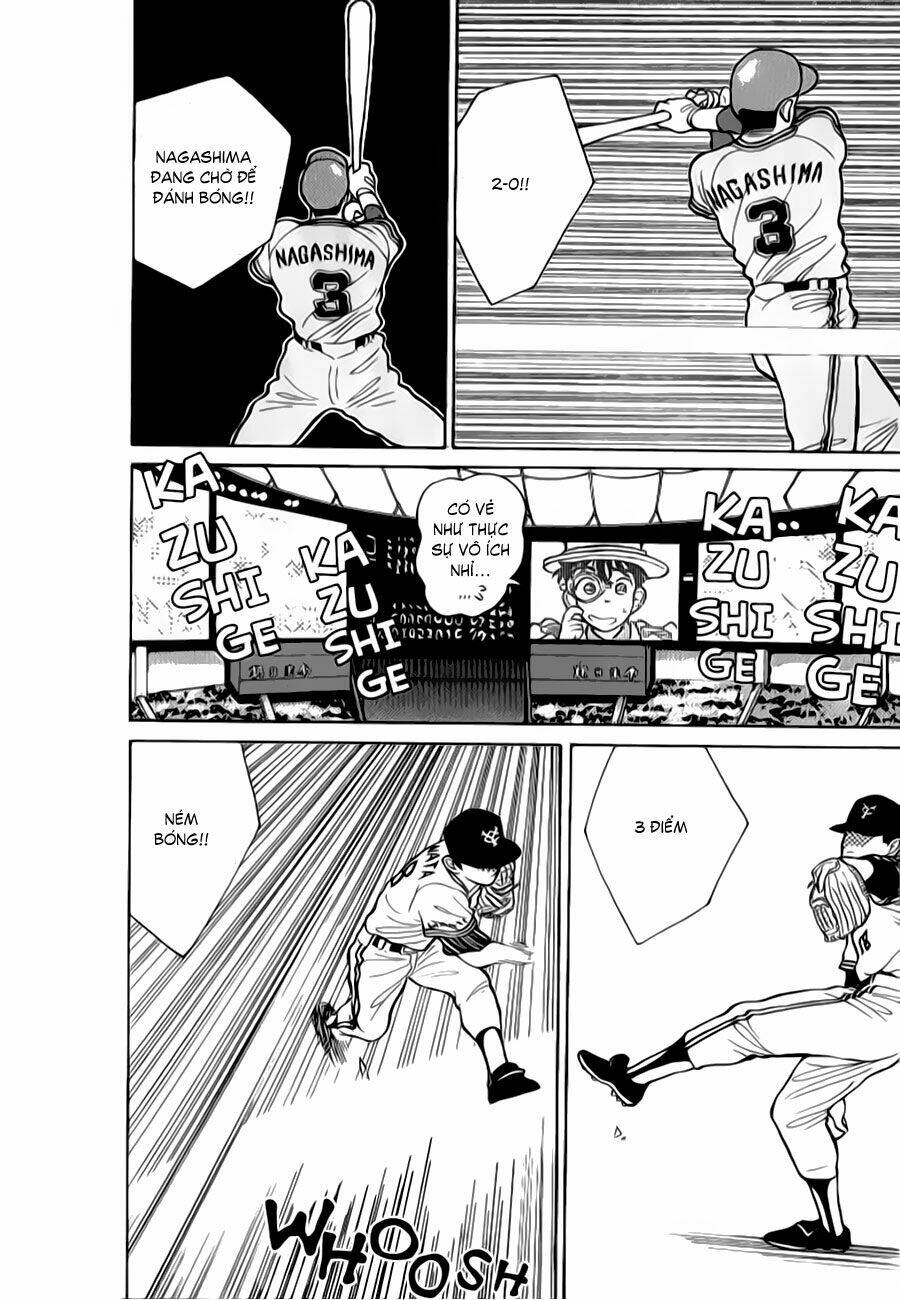 2-0!!
NAGASHIMA
3
NAGASHIMA
ĐANG CHỜ ĐỂ
ĐÁNH BÓNG!!
NAGASHIMA
3
KA
ZU
SHI
GE
KA
ZU
SHI
GE
CÓ VẺ
NHƯ THỰC
SỰ VÔ ÍCH
NHỈ...
KA
ZU
SHI
GE
KA
ZU
SHI
GE
3 ĐIỂM
NÉM
BÓNG!!
WHOOSH